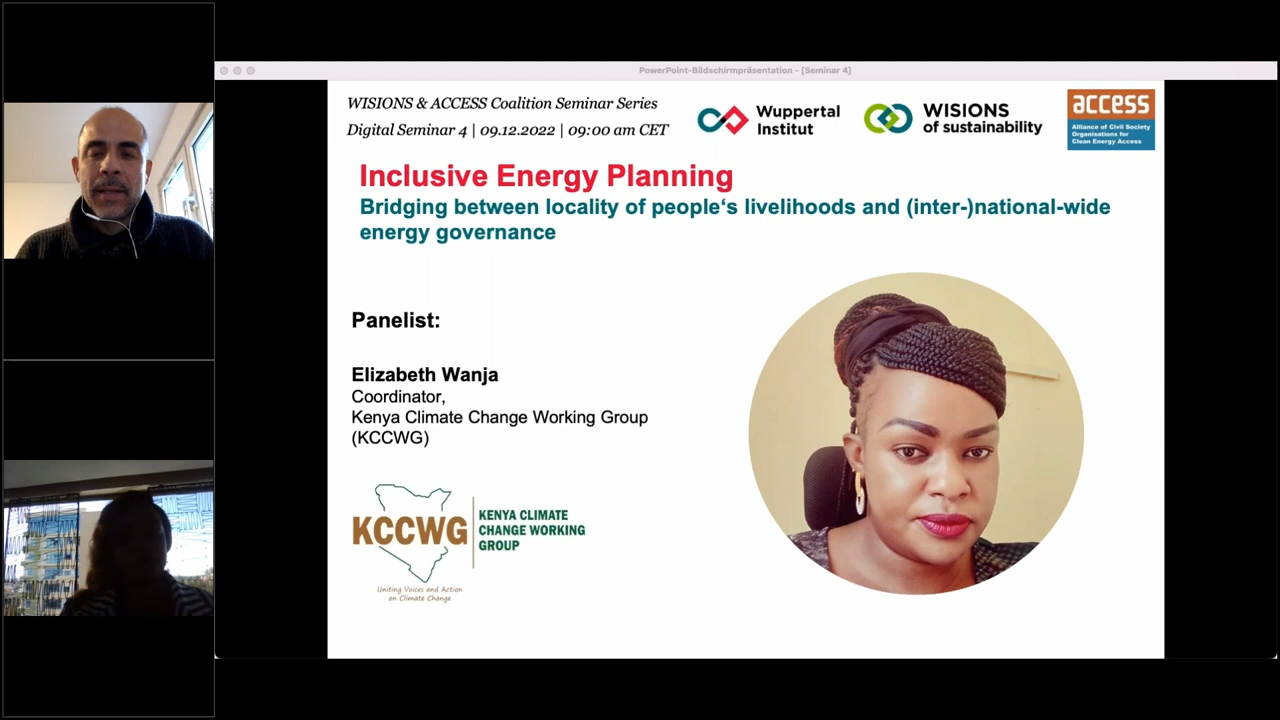 PowerPoint-Bildschirmpräsentation - [Seminar 4]
WISIONS & ACCESS Coalition Seminar Series
Digital Seminar 4 | 09.12.2022 | 09:00 am CET
Wuppertal
Institut
WISIONS
of sustainability
access
Alliance of Civil Society
Organisations for
Clean Energy Access
Inclusive Energy Planning
Bridging between locality of people‘s livelihoods and (inter-)national-wide
energy governance
Panelist:
Elizabeth Wanja
Coordinator,
Kenya Climate Change Working Group
(KCCWG)
KCCWG
KENYA CLIMATE
CHANGE WORKING
GROUP
Uniting Voices and Action
on Climate Change